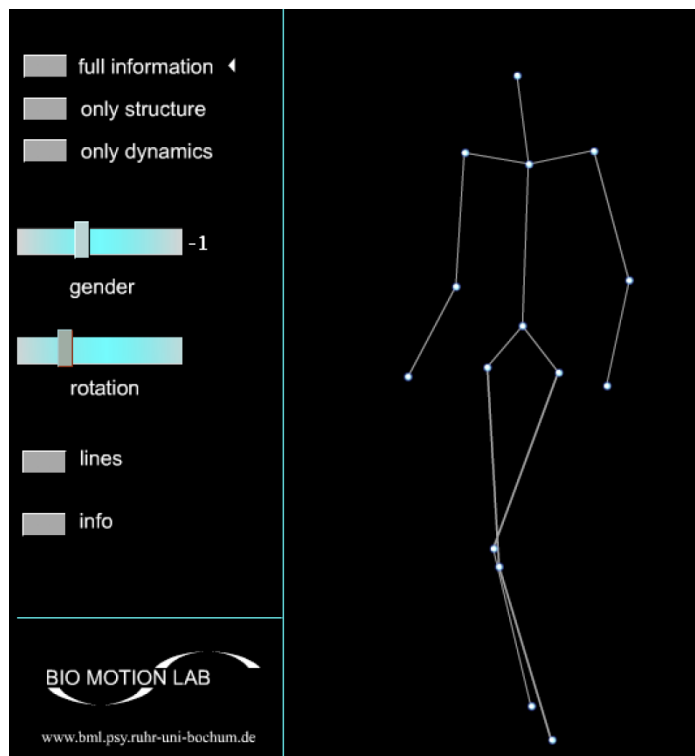 full information
only structure
only dynamics
-1
gender
rotation
lines
info
BIO MOTION LAB
www.bml.psy.ruhr-uni-bochum.de